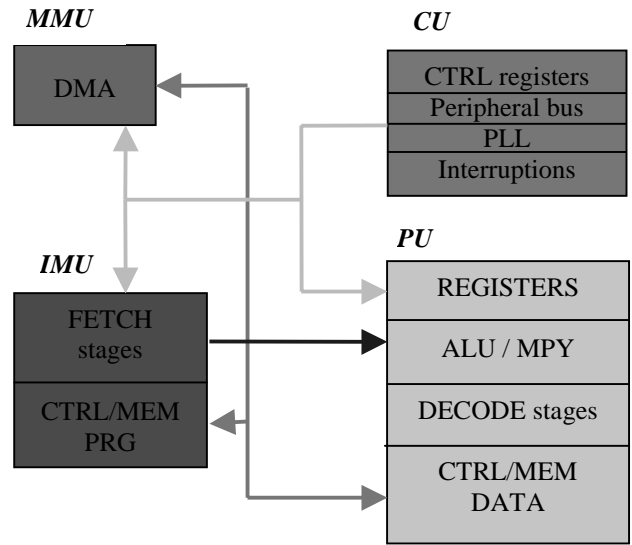 MMU
DMA
CU
CTRL registers
Peripheral bus
PLL
Interruptions
IMU
FETCH
stages
CTRL/MEM
PRG
PU
REGISTERS
ALU / MPY
DECODE stages
CTRL/MEM
DATA